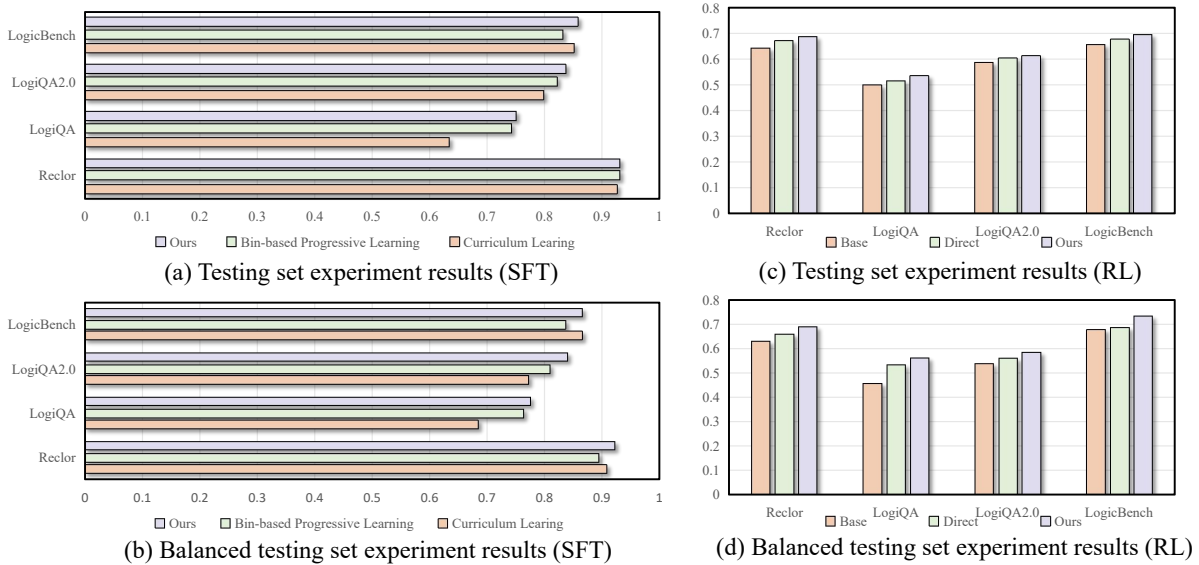 LogicBench
LogiQA2.0
LogiQA
Reclor
0 0.1 0.2 0.3 0.4 0.5 0.6 0.7 0.8 0.9 1
Ours Bin-based Progressive Learning Curriculum Learing
(a) Testing set experiment results (SFT)
0.8
0.7
0.6
0.5
0.4
0.3
0.2
0.1
0
Reclor LogiQA LogiQA2.0 LogicBench
Base Direct Ours
(c) Testing set experiment results (RL)
LogicBench
LogiQA2.0
LogiQA
Reclor
0 0.1 0.2 0.3 0.4 0.5 0.6 0.7 0.8 0.9 1
Ours Bin-based Progressive Learning Curriculum Learing
(b) Balanced testing set experiment results (SFT)
0.8
0.7
0.6
0.5
0.4
0.3
0.2
0.1
0
Reclor LogiQA LogiQA2.0 LogicBench
Base Direct Ours
(d) Balanced testing set experiment results (RL)